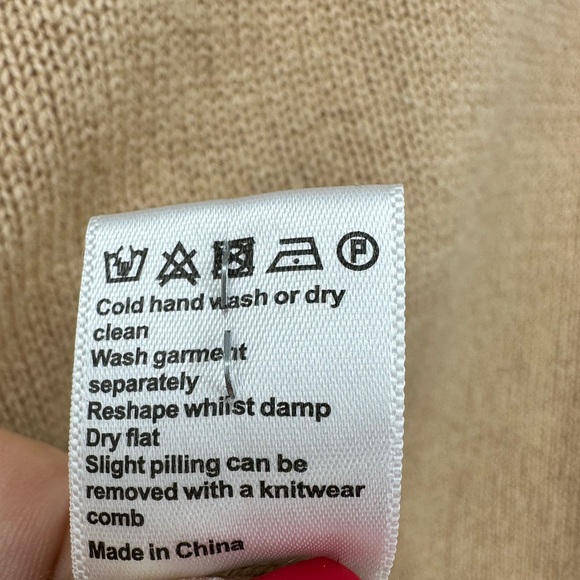 P
Cold hand wash or dry
clean
Wash garment
separately
Reshape whilst damp
Dry flat
Slight pilling can be
removed with a knitwear
comb
Made in China